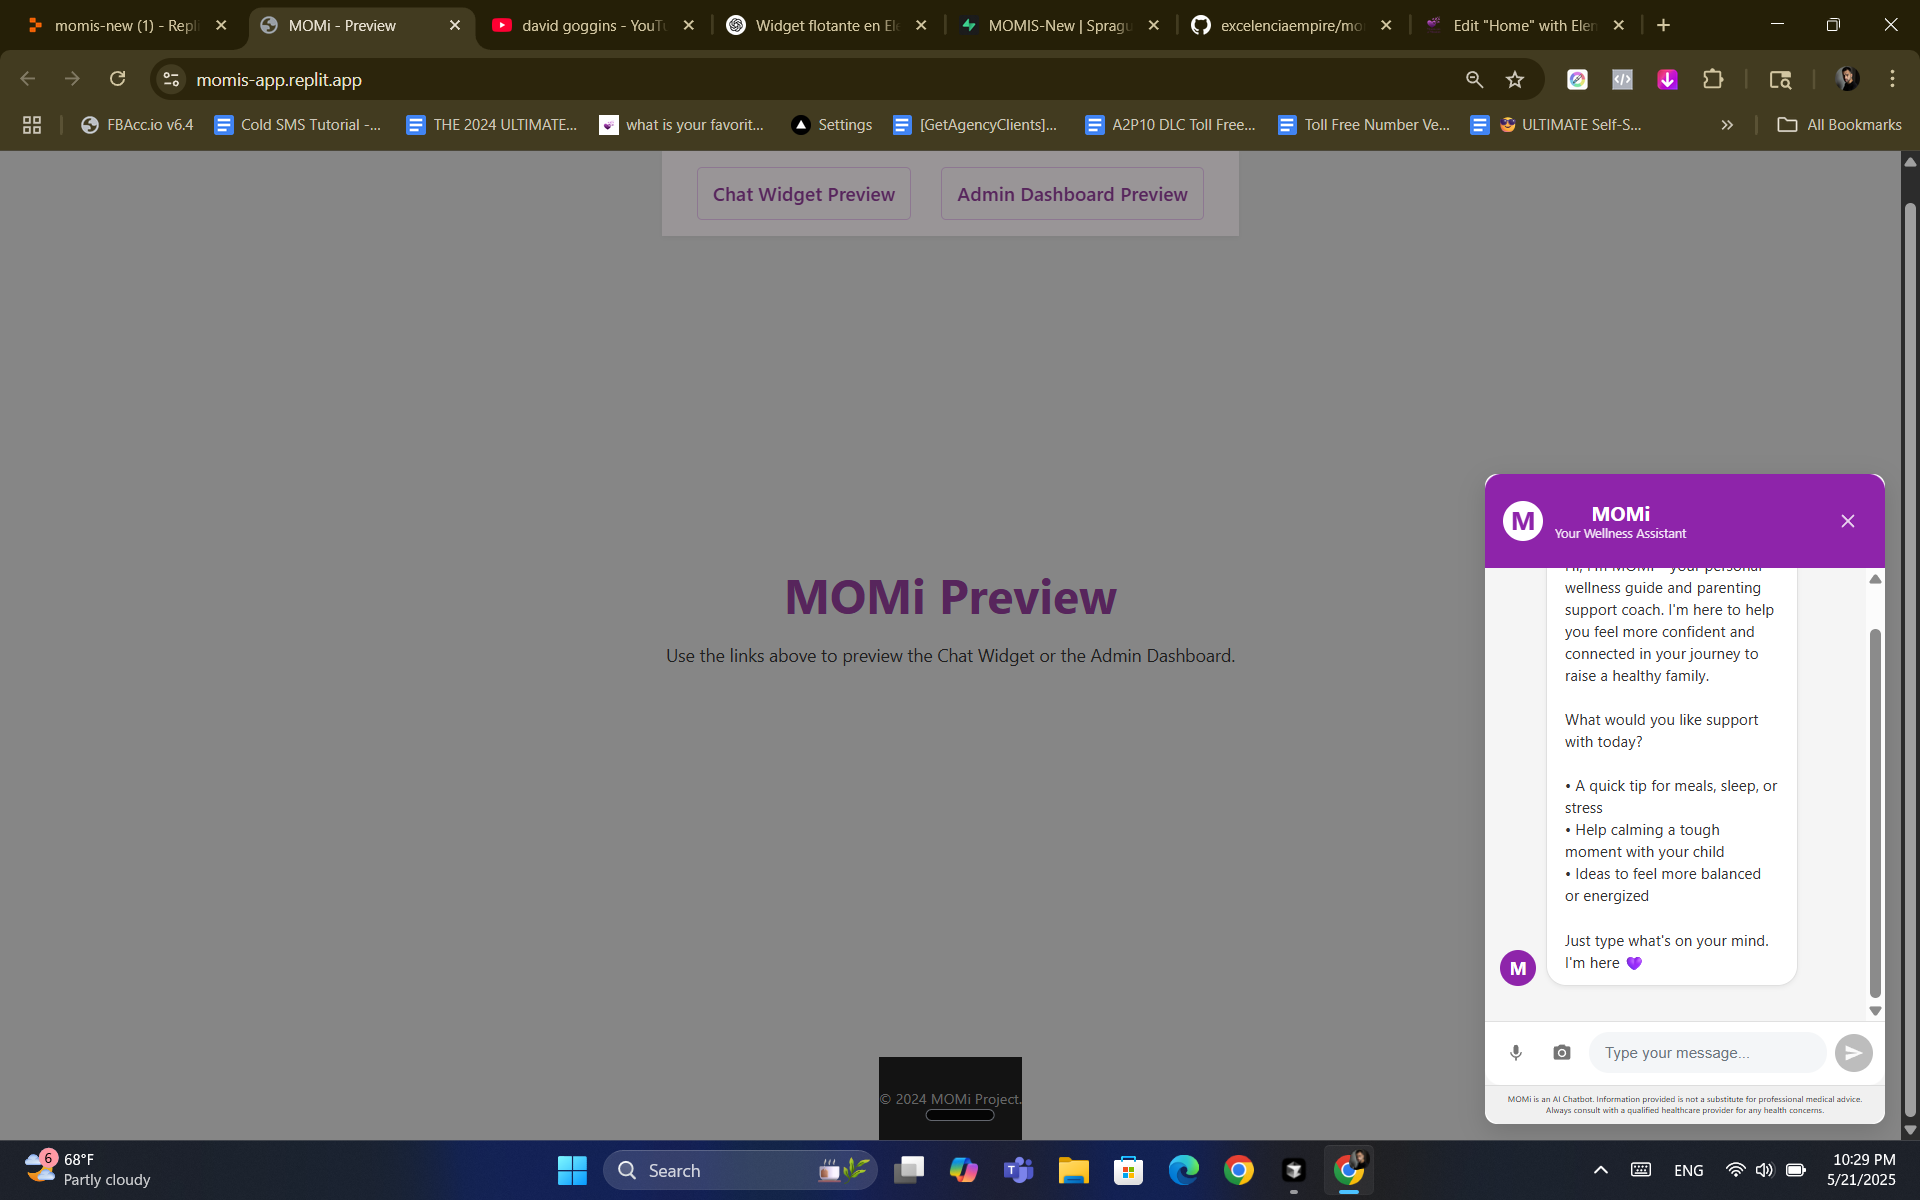 momis-new (1) - Repli
MOMi - Preview
david goggins - YouTu
Widget flotante en Ele
MOMIS-New | Spragu
excelenciaempire/mo
Edit "Home" with Elen
momis-app.replit.app
FBAcc.io v6.4
Cold SMS Tutorial -...
THE 2024 ULTIMATE...
what is your favorit...
Settings
[GetAgencyClients]...
A2P10 DLC Toll Free...
Toll Free Number Ve...
😎 ULTIMATE Self-S...
All Bookmarks
Chat Widget Preview
Admin Dashboard Preview
MOMi Preview
Use the links above to preview the Chat Widget or the Admin Dashboard.
© 2024 MOMi Project.
M
MOMi
Your Wellness Assistant
wellness guide and parenting
support coach. I'm here to help
you feel more confident and
connected in your journey to
raise a healthy family.
What would you like support
with today?
• A quick tip for meals, sleep, or
stress
• Help calming a tough
moment with your child
• Ideas to feel more balanced
or energized
Just type what's on your mind.
I'm here 💜
M
Type your message...
MOMi is an AI Chatbot. Information provided is not a substitute for professional medical advice.
Always consult with a qualified healthcare provider for any health concerns.
6
68°F
Partly cloudy
Search
ENG
10:29 PM
5/21/2025